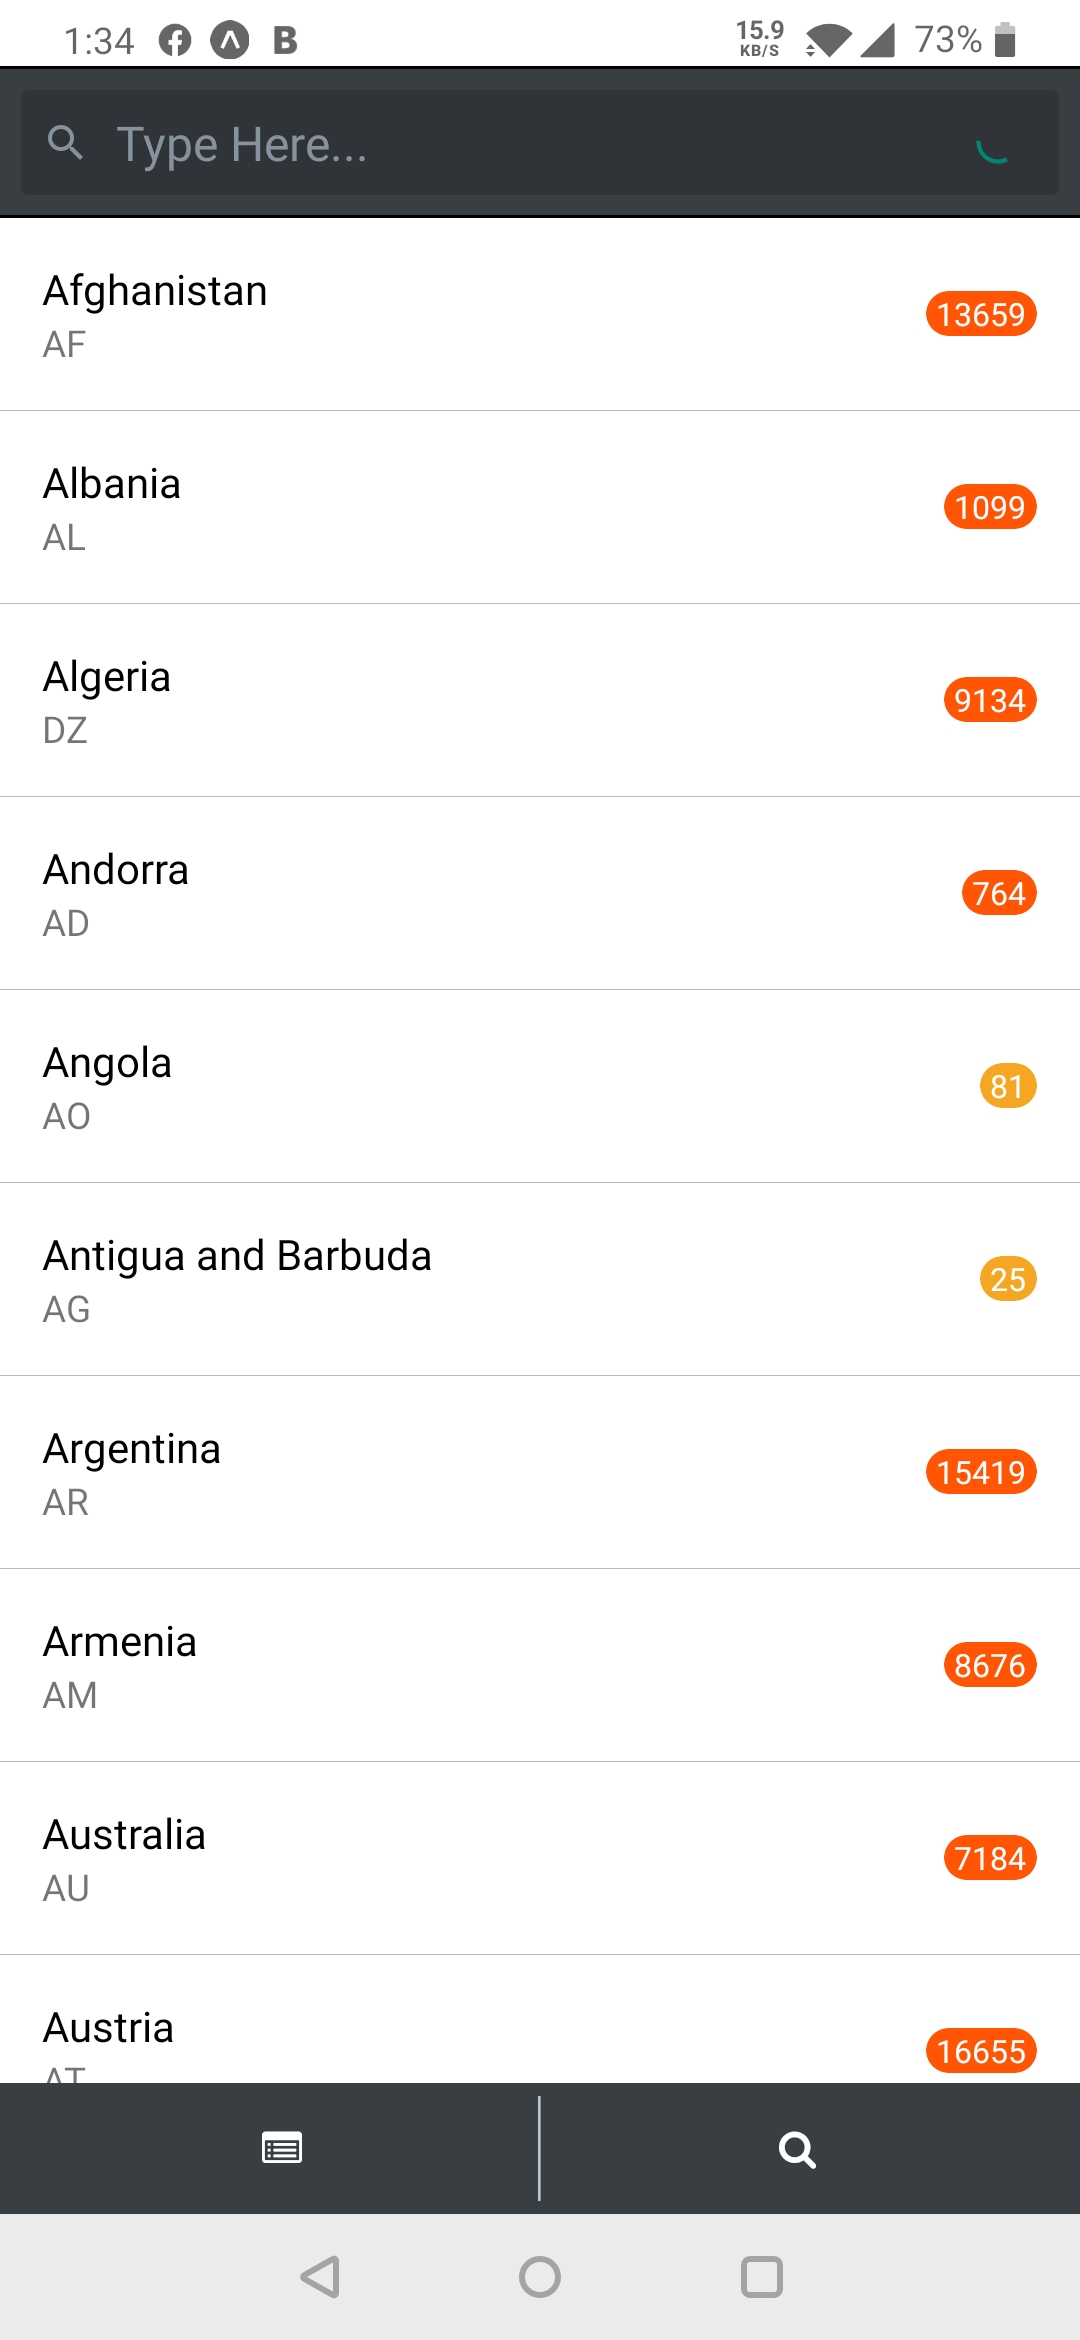 1:34 B 15.9 KB/S 73%
Type Here...
Afghanistan
AF
13659
Albania
AL
1099
Algeria
DZ
9134
Andorra
AD
764
Angola
AO
81
Antigua and Barbuda
AG
25
Argentina
AR
15419
Armenia
AM
8676
Australia
AU
7184
Austria
AT
16655